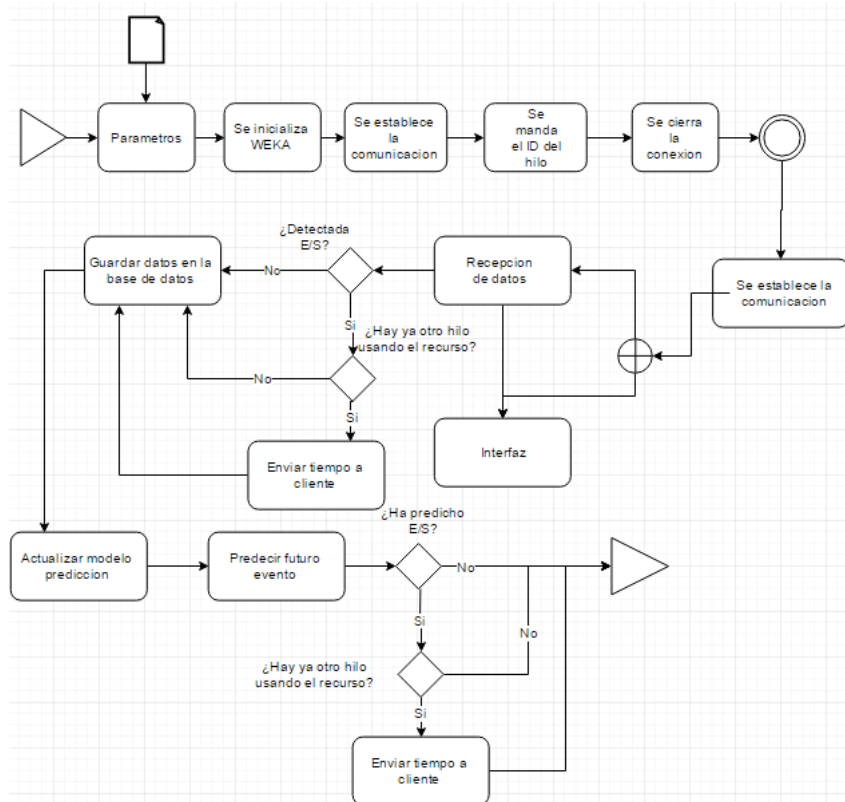 Parametros
Se inicializa
WEKA
Se establece
la
comunicacion
Se
manda
el ID del
hilo
Se cierra
la
conexion
¿Detectada
E/S?
Guardar datos en la
base de datos
No
Recepcion
de datos
Se establece la
comunicacion
Si
¿Hay ya otro hilo
usando el recurso?
No
Si
Enviar tiempo a
cliente
Interfaz
¿Ha predicho
E/S?
Actualizar modelo
prediccion
Predecir futuro
evento
No
Si
No
¿Hay ya otro hilo
usando el recurso?
Si
Enviar tiempo a
cliente